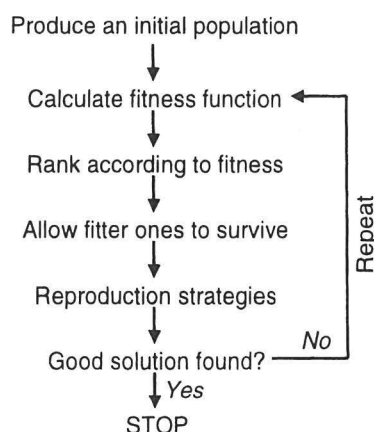 Produce an initial population
Calculate fitness function
Rank according to fitness
Allow fitter ones to survive
Reproduction strategies
Good solution found?
No
Yes
STOP
Repeat